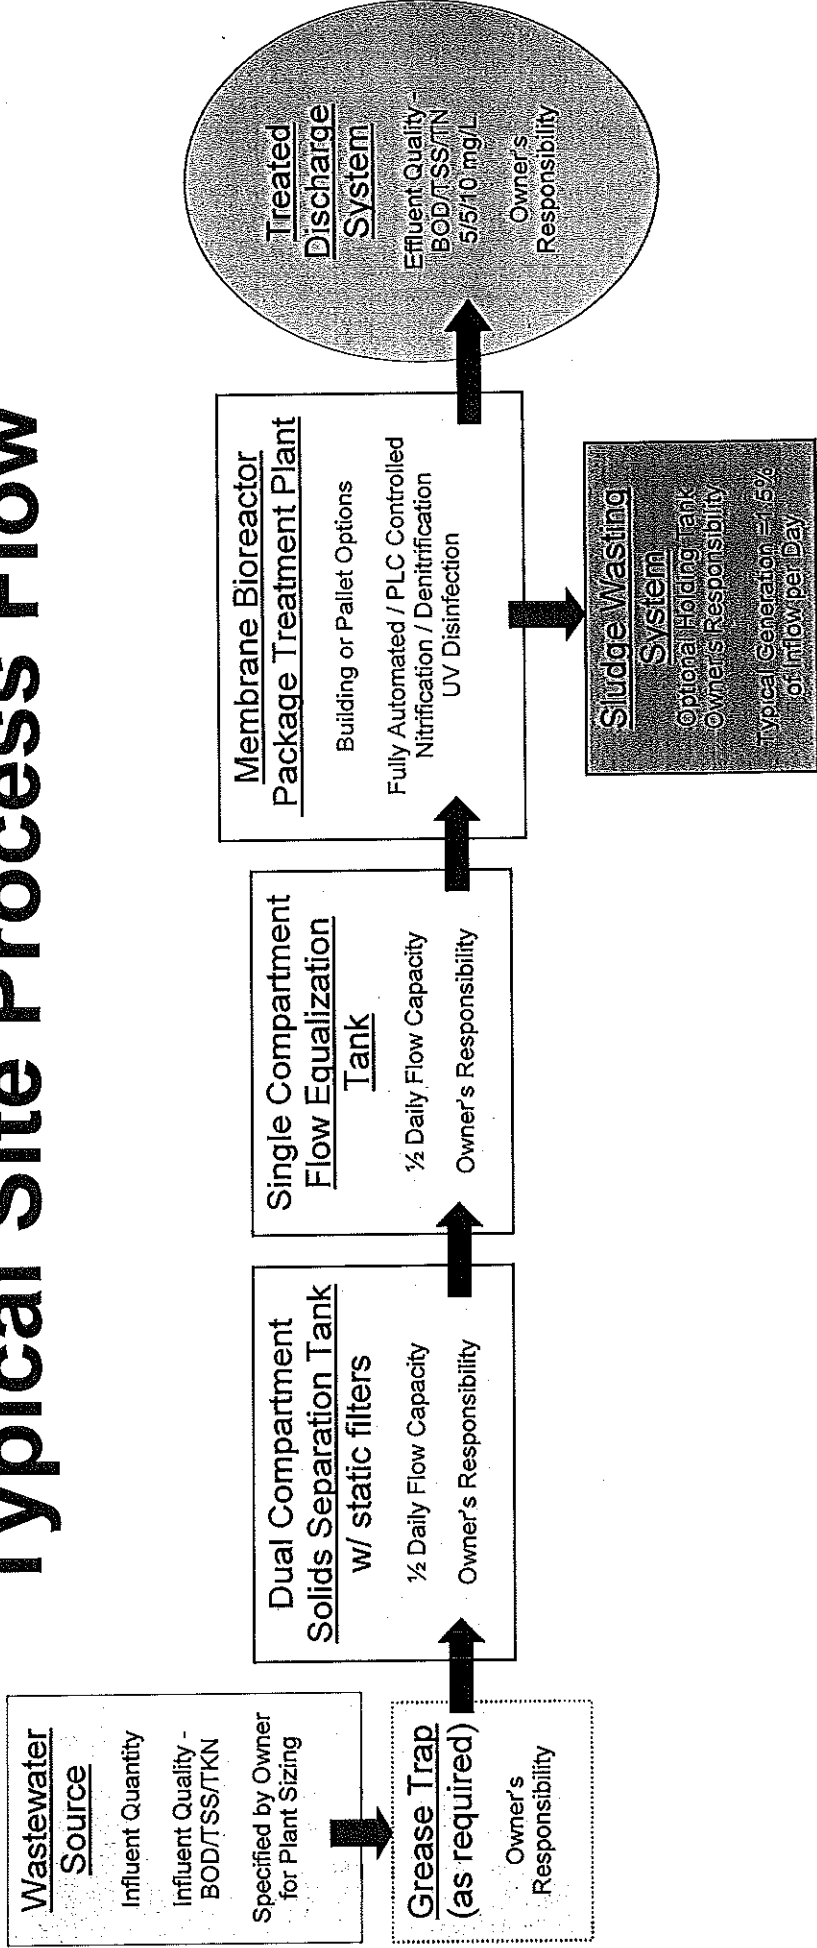 Typical Site Process Flow
Wastewater
Source
Influent Quantity
Influent Quality -
BOD/TSS/TKN
Specified by Owner
for Plant Sizing
Grease Trap
(as required)
Owner's
Responsibility
Dual Compartment
Solids Separation Tank
w/ static filters
½ Daily Flow Capacity
Owner's Responsibility
Single Compartment
Flow Equalization
Tank
½ Daily Flow Capacity
Owner's Responsibility
Membrane Bioreactor
Package Treatment Plant
Building or Pallet Options
Fully Automated / PLC Controlled
Nitrification / Denitrification
UV Disinfection
Sludge Wasting
System
Optional Holding Tank
Owner's Responsibility
Typical Generation =1.5%
of Inflow per Day
Treated
Discharge
System
Effluent Quality -
BOD/TSS/TN
5/5/10 mg/L
Owner's
Responsibility